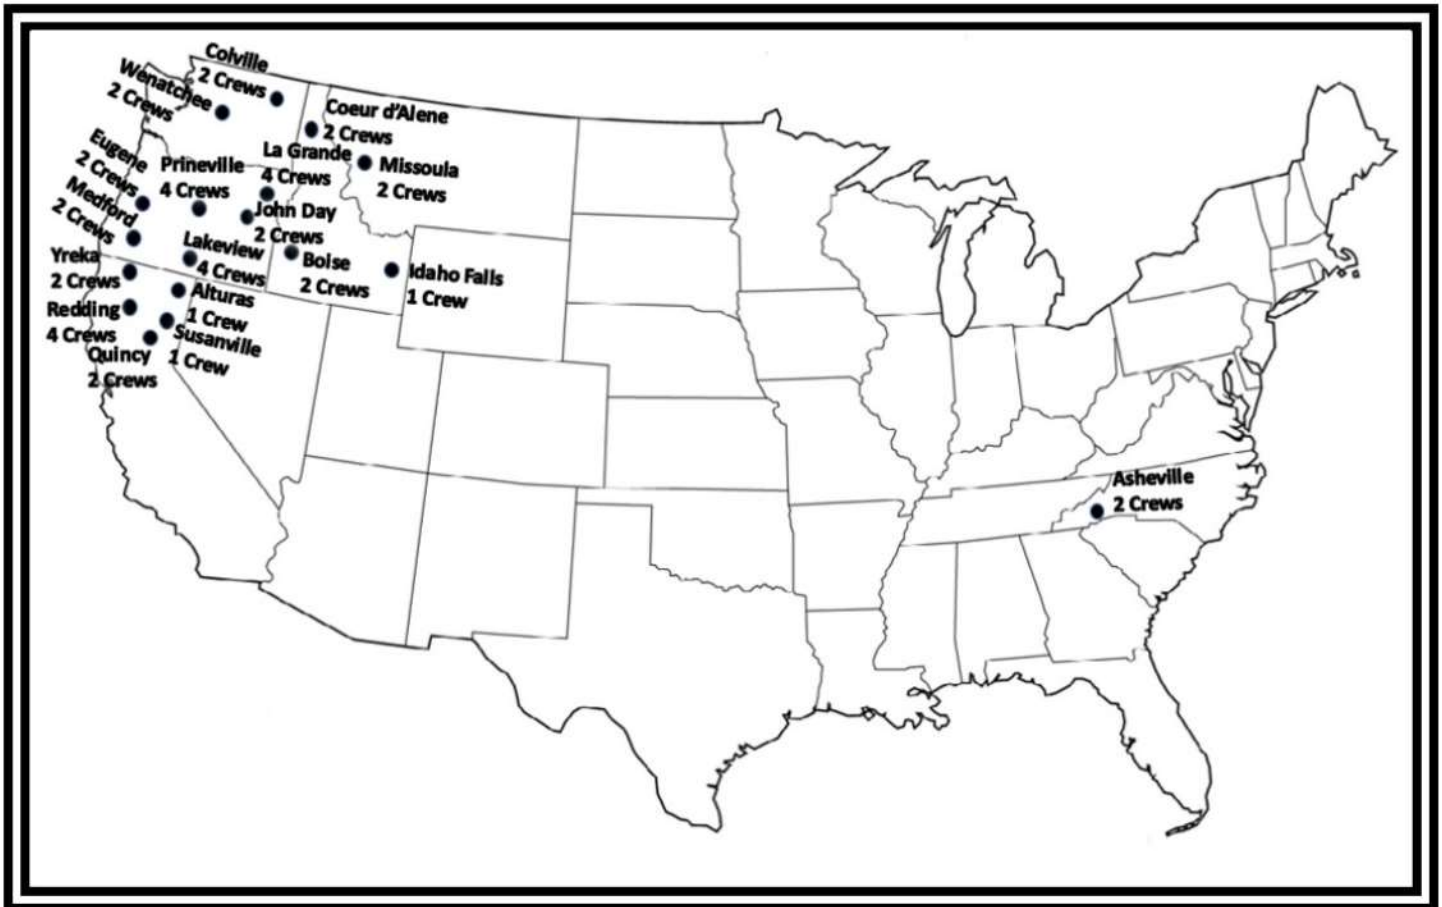 Colville
2 Crews
Wenatchee
2 Crews
Coeur d'Alene
2 Crews
La Grande
4 Crews
Missoula
2 Crews
Eugene
2 Crews
Prineville
4 Crews
Medford
2 Crews
John Day
2 Crews
Yreka
2 Crews
Lakeview
4 Crews
Boise
2 Crews
Idaho Falls
1 Crew
Redding
4 Crews
Alturas
1 Crew
Susanville
1 Crew
Quincy
2 Crews
Asheville
2 Crews